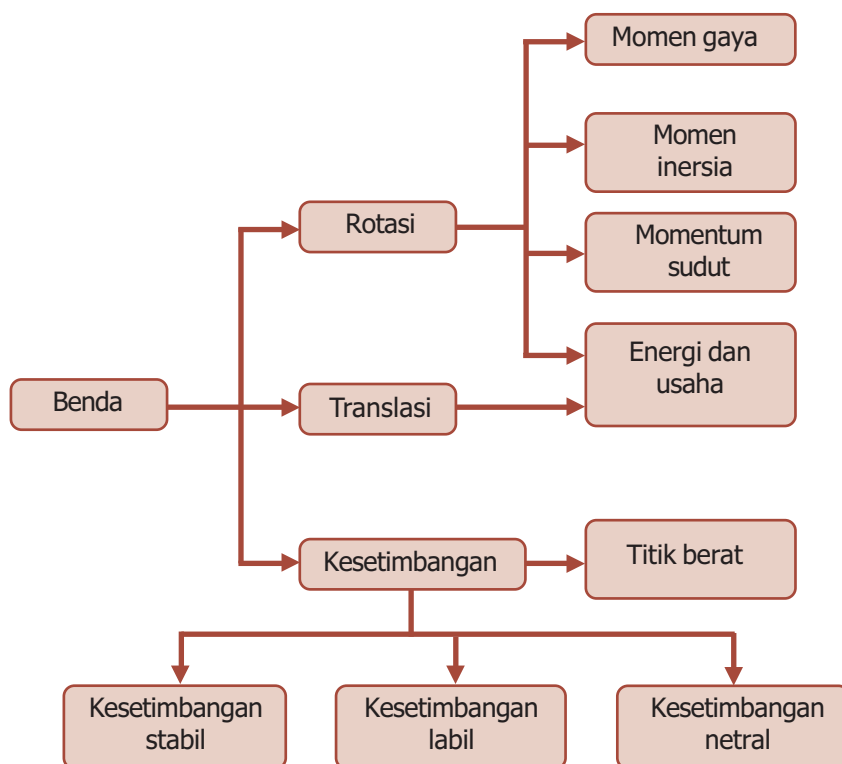 Momen gaya
Momen
inersia
Rotasi
Momentum
sudut
Energi dan
usaha
Benda
Translasi
Kesetimbangan
Titik berat
Kesetimbangan
stabil
Kesetimbangan
labil
Kesetimbangan
netral